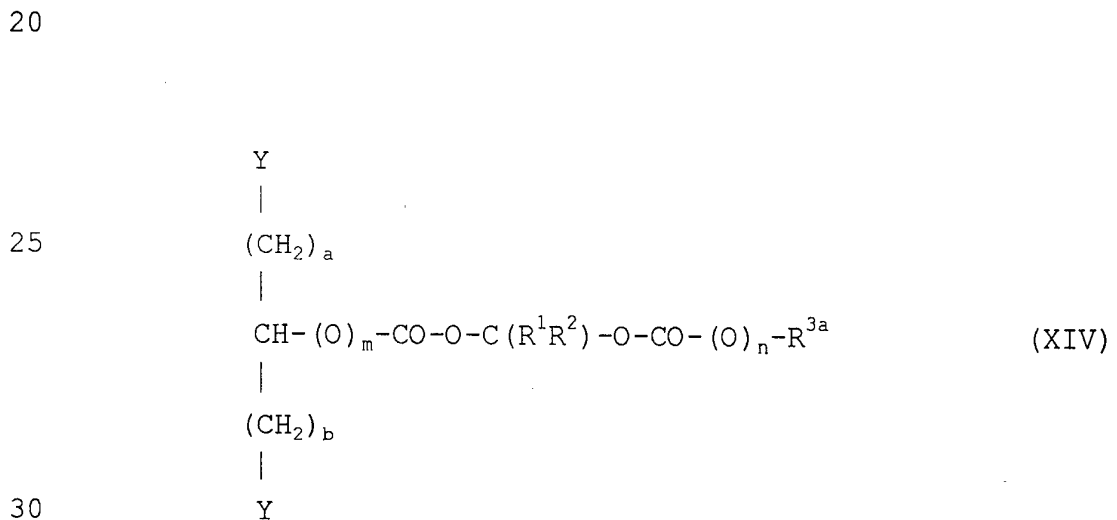 20
Y
|
25 (CH₂)ₐ
|
CH-(O)ₘ-CO-O-C(R¹R²)-O-CO-(O)ₙ-R³ᵃ (XIV)
|
(CH₂)b
|
30 Y